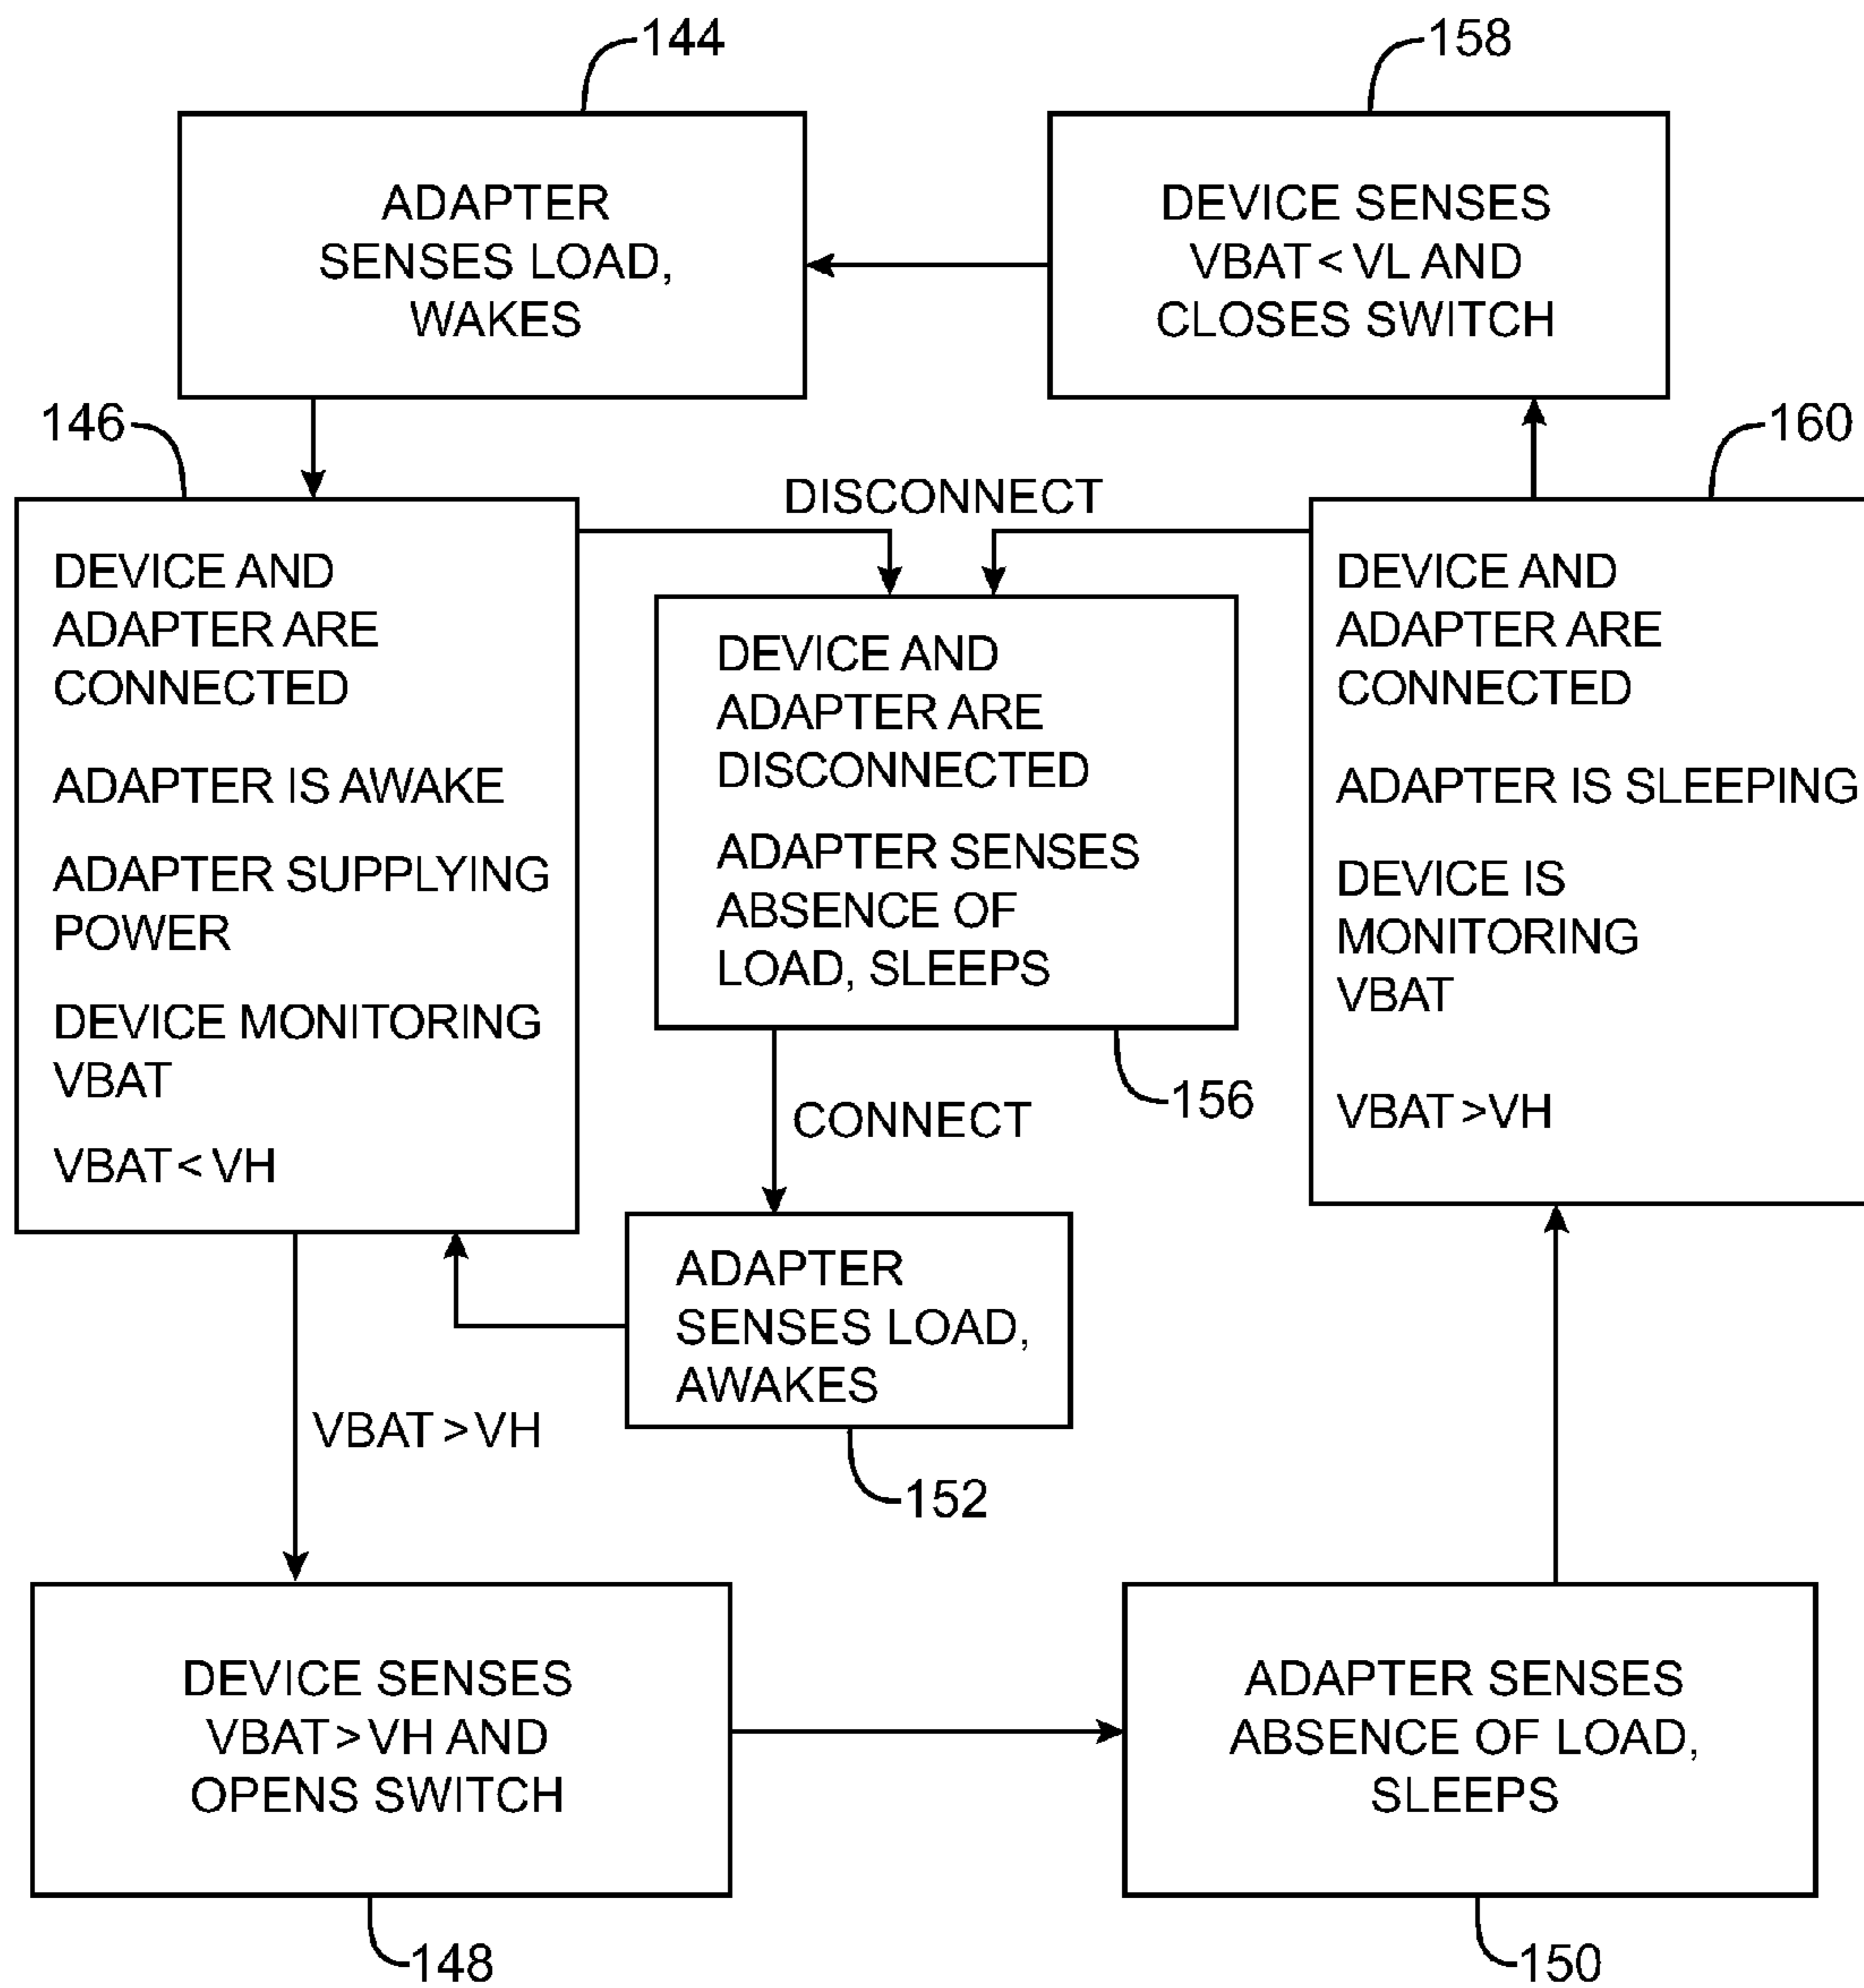 144
158
ADAPTER
SENSES LOAD,
WAKES
DEVICE SENSES
VBAT < VL AND
CLOSES SWITCH
146
160
DISCONNECT
DEVICE AND
ADAPTER ARE
CONNECTED
ADAPTER IS AWAKE
ADAPTER SUPPLYING
POWER
DEVICE MONITORING
VBAT
VBAT < VH
DEVICE AND
ADAPTER ARE
DISCONNECTED
ADAPTER SENSES
ABSENCE OF
LOAD, SLEEPS
DEVICE AND
ADAPTER ARE
CONNECTED
ADAPTER IS SLEEPING
DEVICE IS
MONITORING
VBAT
VBAT > VH
156
CONNECT
ADAPTER
SENSES LOAD,
AWAKES
VBAT > VH
152
DEVICE SENSES
VBAT > VH AND
OPENS SWITCH
ADAPTER SENSES
ABSENCE OF LOAD,
SLEEPS
148
150